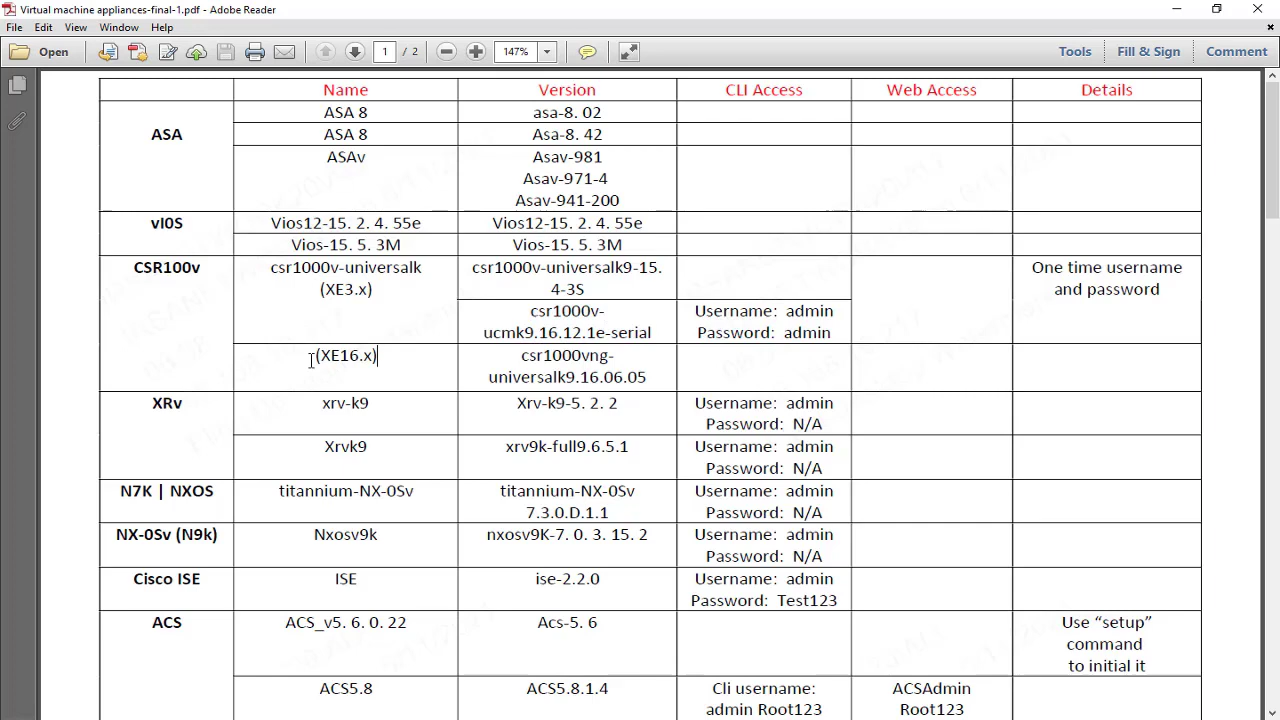 Virtual machine appliances-final-1.pdf - Adobe Reader
File Edit View Window Help
Open 1 / 2 147% Tools Fill & Sign Comment
Name Version CLI Access Web Access Details
ASA
ASA 8 asa-8. 02
ASA 8 Asa-8. 42
ASAv Asav-981
Asav-971-4
Asav-941-200
vI0S
Vios12-15. 2. 4. 55e Vios12-15. 2. 4. 55e
Vios-15. 5. 3M Vios-15. 5. 3M
CSR100v csr1000v-universalk csr1000v-universalk9-15. One time username
(XE3.x) 4-3S and password
csr1000v- Username: admin
ucmk9.16.12.1e-serial Password: admin
(XE16.x) csr1000vng-
universalk9.16.06.05
XRv xrv-k9 Xrv-k9-5. 2. 2 Username: admin
Password: N/A
Xrvk9 xrv9k-full9.6.5.1 Username: admin
Password: N/A
N7K | NXOS titannium-NX-0Sv titannium-NX-0Sv Username: admin
7.3.0.D.1.1 Password: N/A
NX-0Sv (N9k) Nxosv9k nxosv9K-7. 0. 3. 15. 2 Username: admin
Password: N/A
Cisco ISE ISE ise-2.2.0 Username: admin
Password: Test123
ACS ACS_v5. 6. 0. 22 Acs-5. 6 Use “setup”
command
to initial it
ACS5.8 ACS5.8.1.4 Cli username: ACSAdmin
admin Root123 Root123